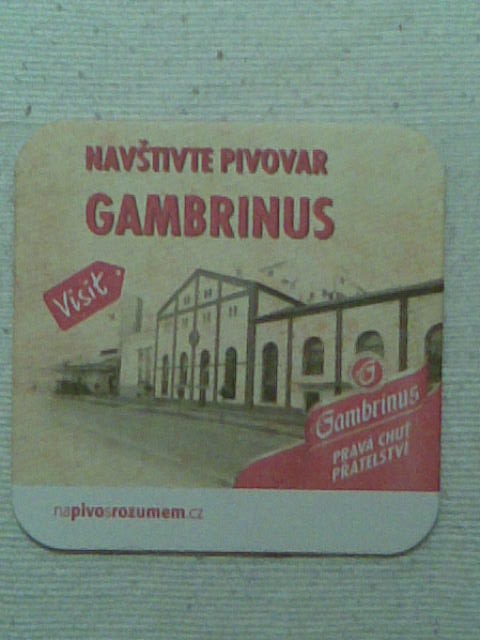 NAVŠTIVTE PIVOVAR
GAMBRINUS
Visit
Gambrinus
PRAVÁ CHUŤ
PŘÁTELSTVÍ
napivosrozumem.cz